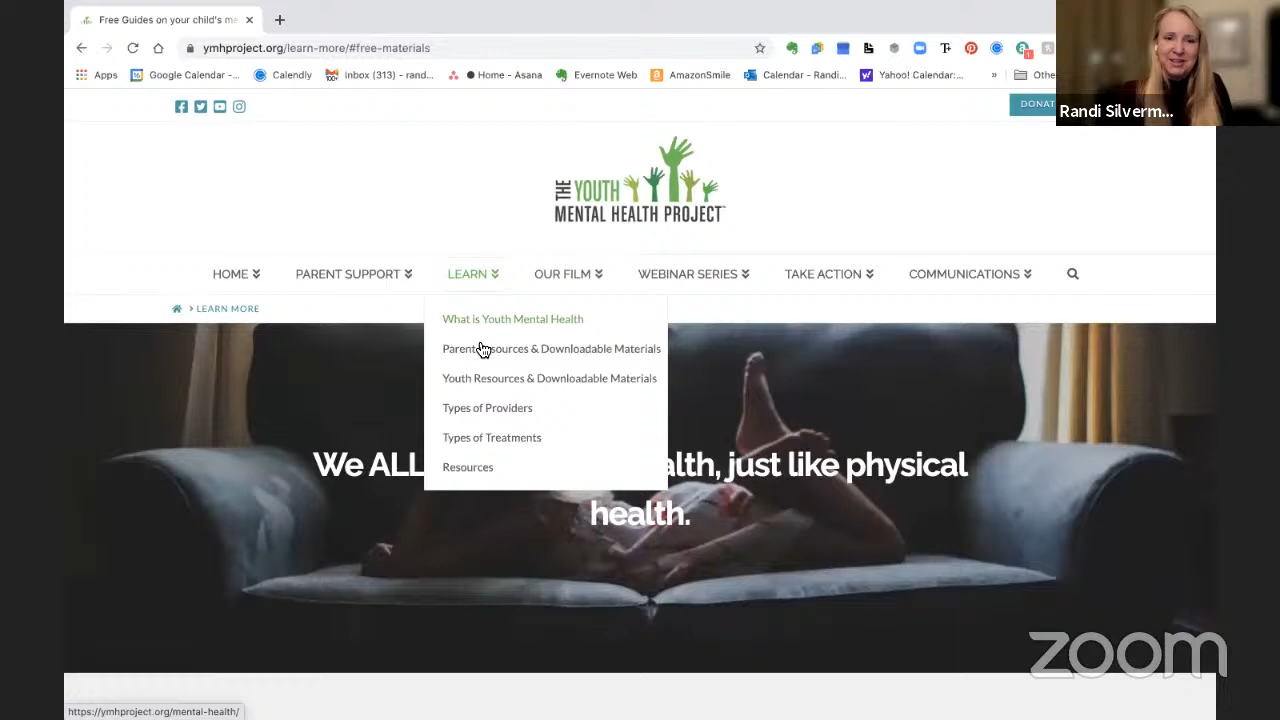 Free Guides on your child's me
ymhproject.org/learn-more/#free-materials
Apps
Google Calendar -...
Calendly
Inbox (313) - rand...
Home - Asana
Evernote Web
AmazonSmile
Calendar - Randi...
Yahoo! Calendar:...
»
Othe
Randi Silverm...
DONAT
THE YOUTH
MENTAL HEALTH PROJECT
HOME
PARENT SUPPORT
LEARN
OUR FILM
WEBINAR SERIES
TAKE ACTION
COMMUNICATIONS
LEARN MORE
What is Youth Mental Health
Parent Resources & Downloadable Materials
Youth Resources & Downloadable Materials
Types of Providers
Types of Treatments
Resources
We ALL alth, just like physical
health.
zoom
https://ymhproject.org/mental-health/